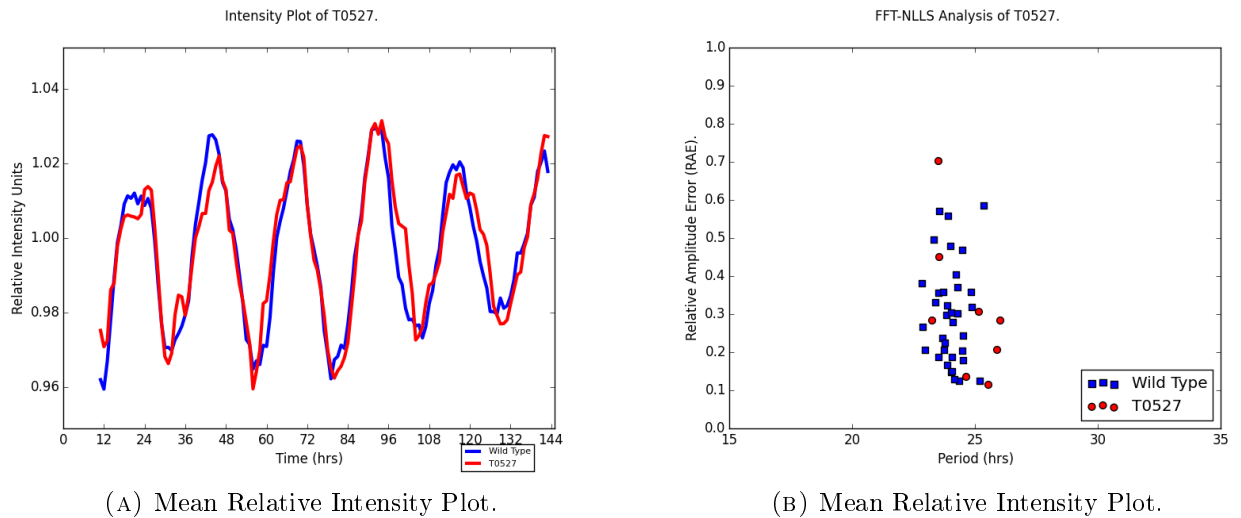 Intensity Plot of T0527.
Relative Intensity Units
1.04
1.02
1.00
0.98
0.96
0 12 24 36 48 60 72 84 96 108 120 132 144
Time (hrs)
Wild Type
T0527
(A) Mean Relative Intensity Plot.
FFT-NLLS Analysis of T0527.
Relative Amplitude Error (RAE).
1.0
0.9
0.8
0.7
0.6
0.5
0.4
0.3
0.2
0.1
0.0
15 20 25 30 35
Period (hrs)
Wild Type
T0527
(B) Mean Relative Intensity Plot.